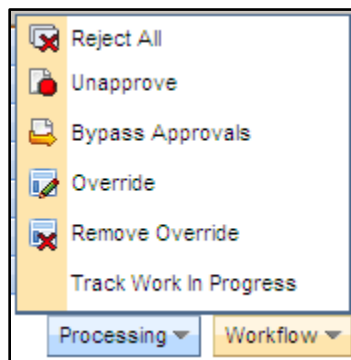 Reject All
Unapprove
Bypass Approvals
Override
Remove Override
Track Work In Progress
Processing Workflow